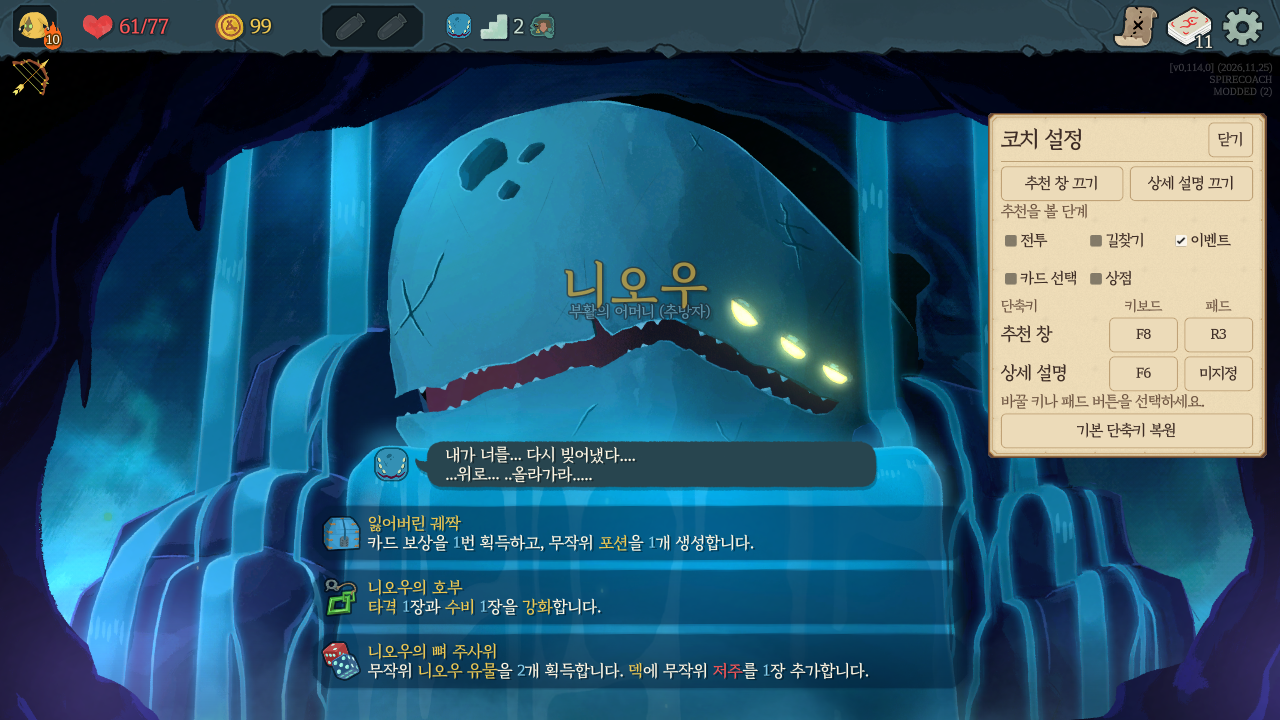 61/77
99
2
10
11
[v0.114.0] (2026.11.25)
SPIRECOACH
MODDED (2)
코치 설정
닫기
추천 창 끄기
상세 설명 끄기
추천을 볼 단계
전투
길찾기
이벤트
카드 선택
상점
단축키
키보드
패드
추천 창
F8
R3
상세 설명
F6
미지정
바꿀 키나 패드 버튼을 선택하세요.
기본 단축키 복원
니오우
부활의 어머니 (추방자)
내가 너를... 다시 빚어냈다....
...위로... ..올라가라.....
잃어버린 궤짝
카드 보상을 1번 획득하고, 무작위 포션을 1개 생성합니다.
니오우의 호부
타격 1장과 수비 1장을 강화합니다.
니오우의 뼈 주사위
무작위 니오우 유물을 2개 획득합니다. 덱에 무작위 저주를 1장 추가합니다.